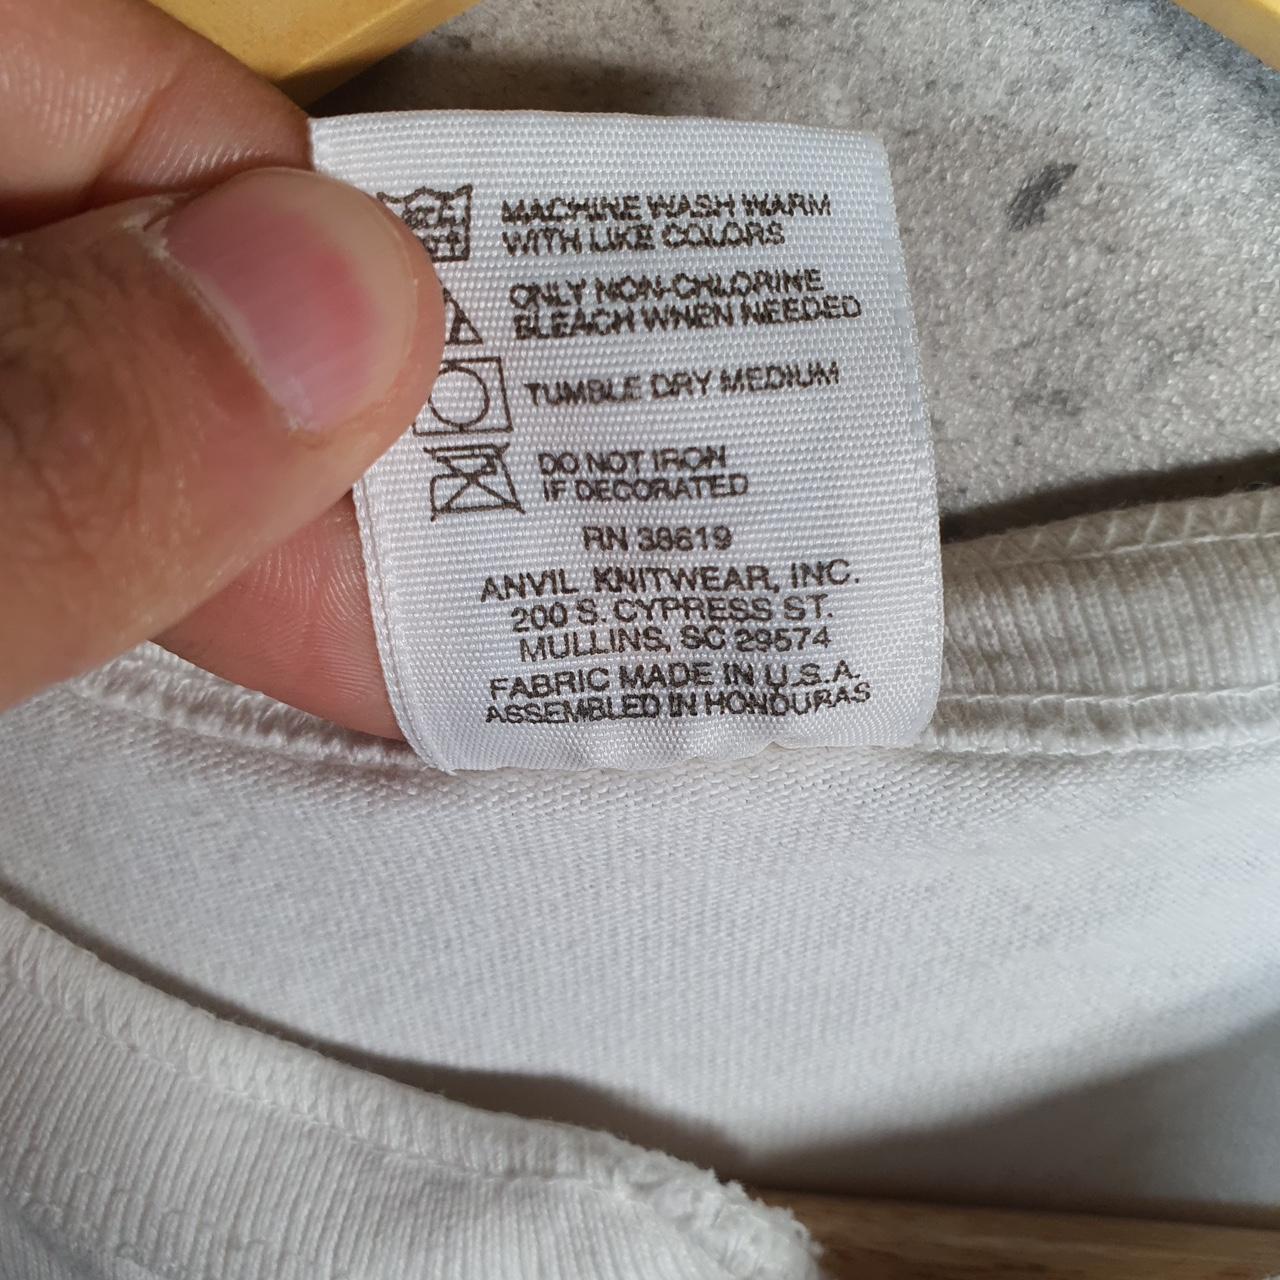 MACHINE WASH WARM
WITH LIKE COLORS
ONLY NON-CHLORINE
BLEACH WHEN NEEDED
TUMBLE DRY MEDIUM
DO NOT IRON
IF DECORATED
RN 38619
ANVIL KNITWEAR, INC.
200 S. CYPRESS ST.
MULLINS, SC 29574
FABRIC MADE IN U.S.A.
ASSEMBLED IN HONDURAS